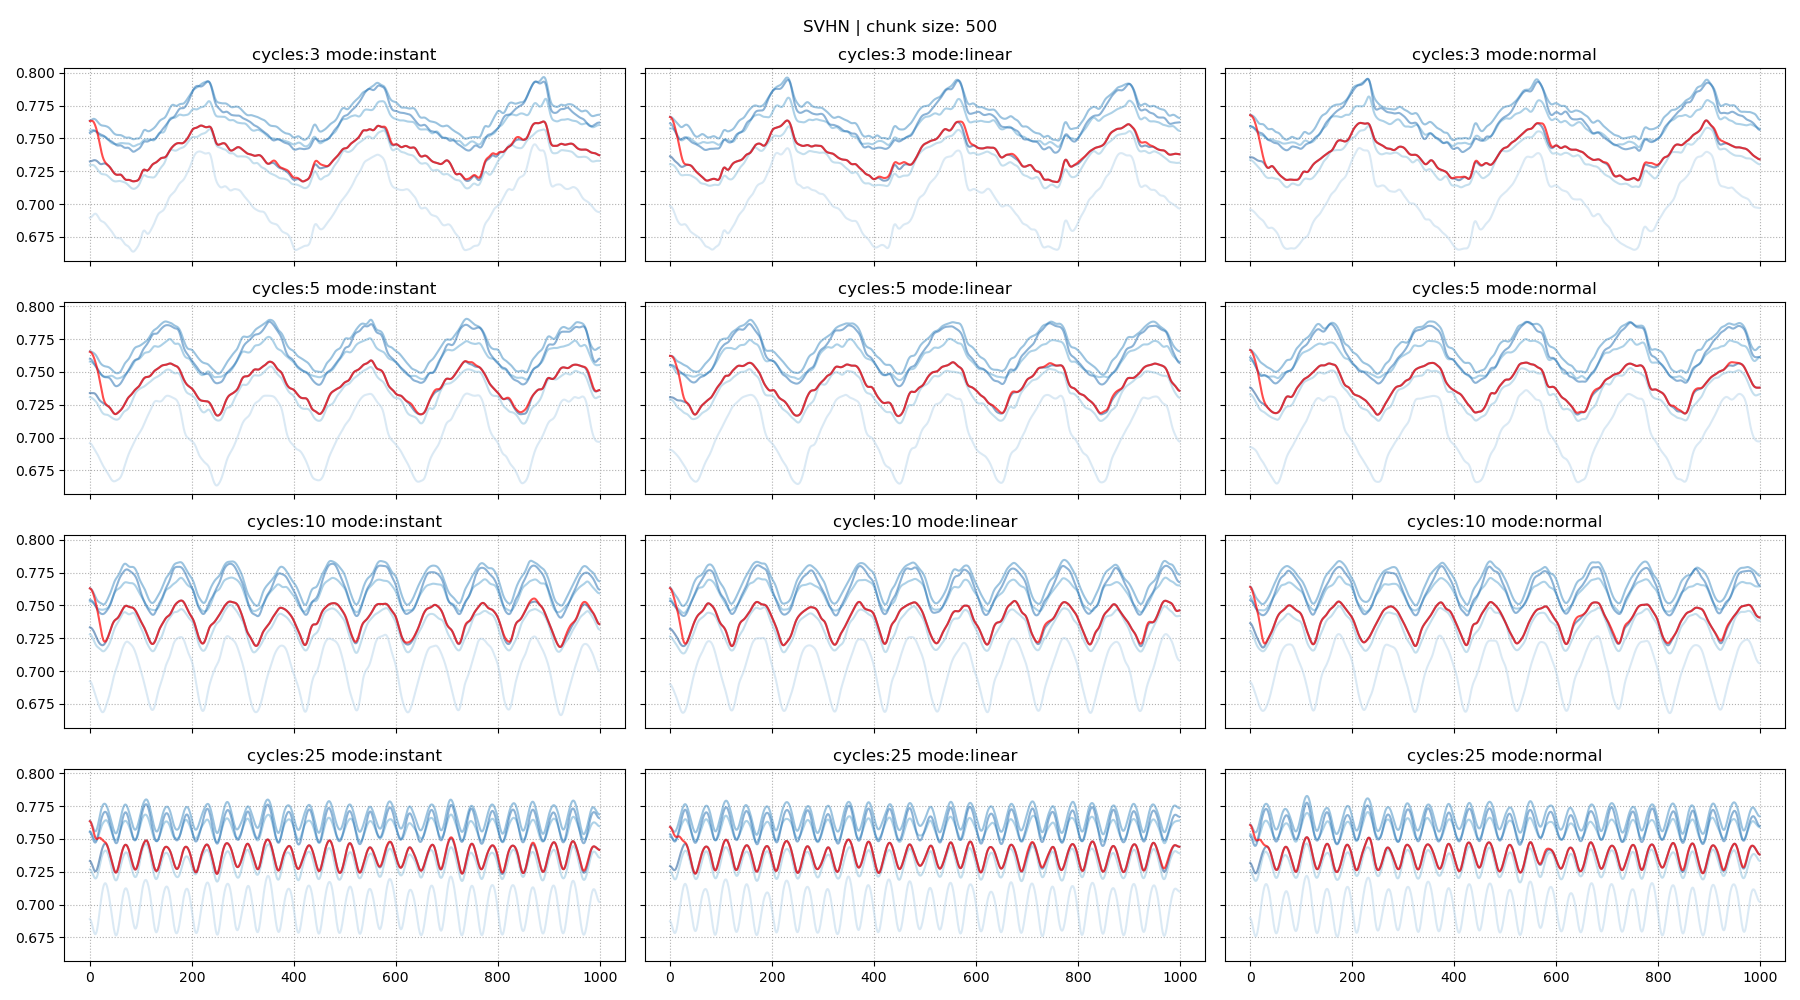 SVHN | chunk size: 500
cycles:3 mode:instant
cycles:3 mode:linear
cycles:3 mode:normal
0.800
0.775
0.750
0.725
0.700
0.675
cycles:5 mode:instant
cycles:5 mode:linear
cycles:5 mode:normal
0.800
0.775
0.750
0.725
0.700
0.675
cycles:10 mode:instant
cycles:10 mode:linear
cycles:10 mode:normal
0.800
0.775
0.750
0.725
0.700
0.675
cycles:25 mode:instant
cycles:25 mode:linear
cycles:25 mode:normal
0.800
0.775
0.750
0.725
0.700
0.675
0 200 400 600 800 1000
0 200 400 600 800 1000
0 200 400 600 800 1000